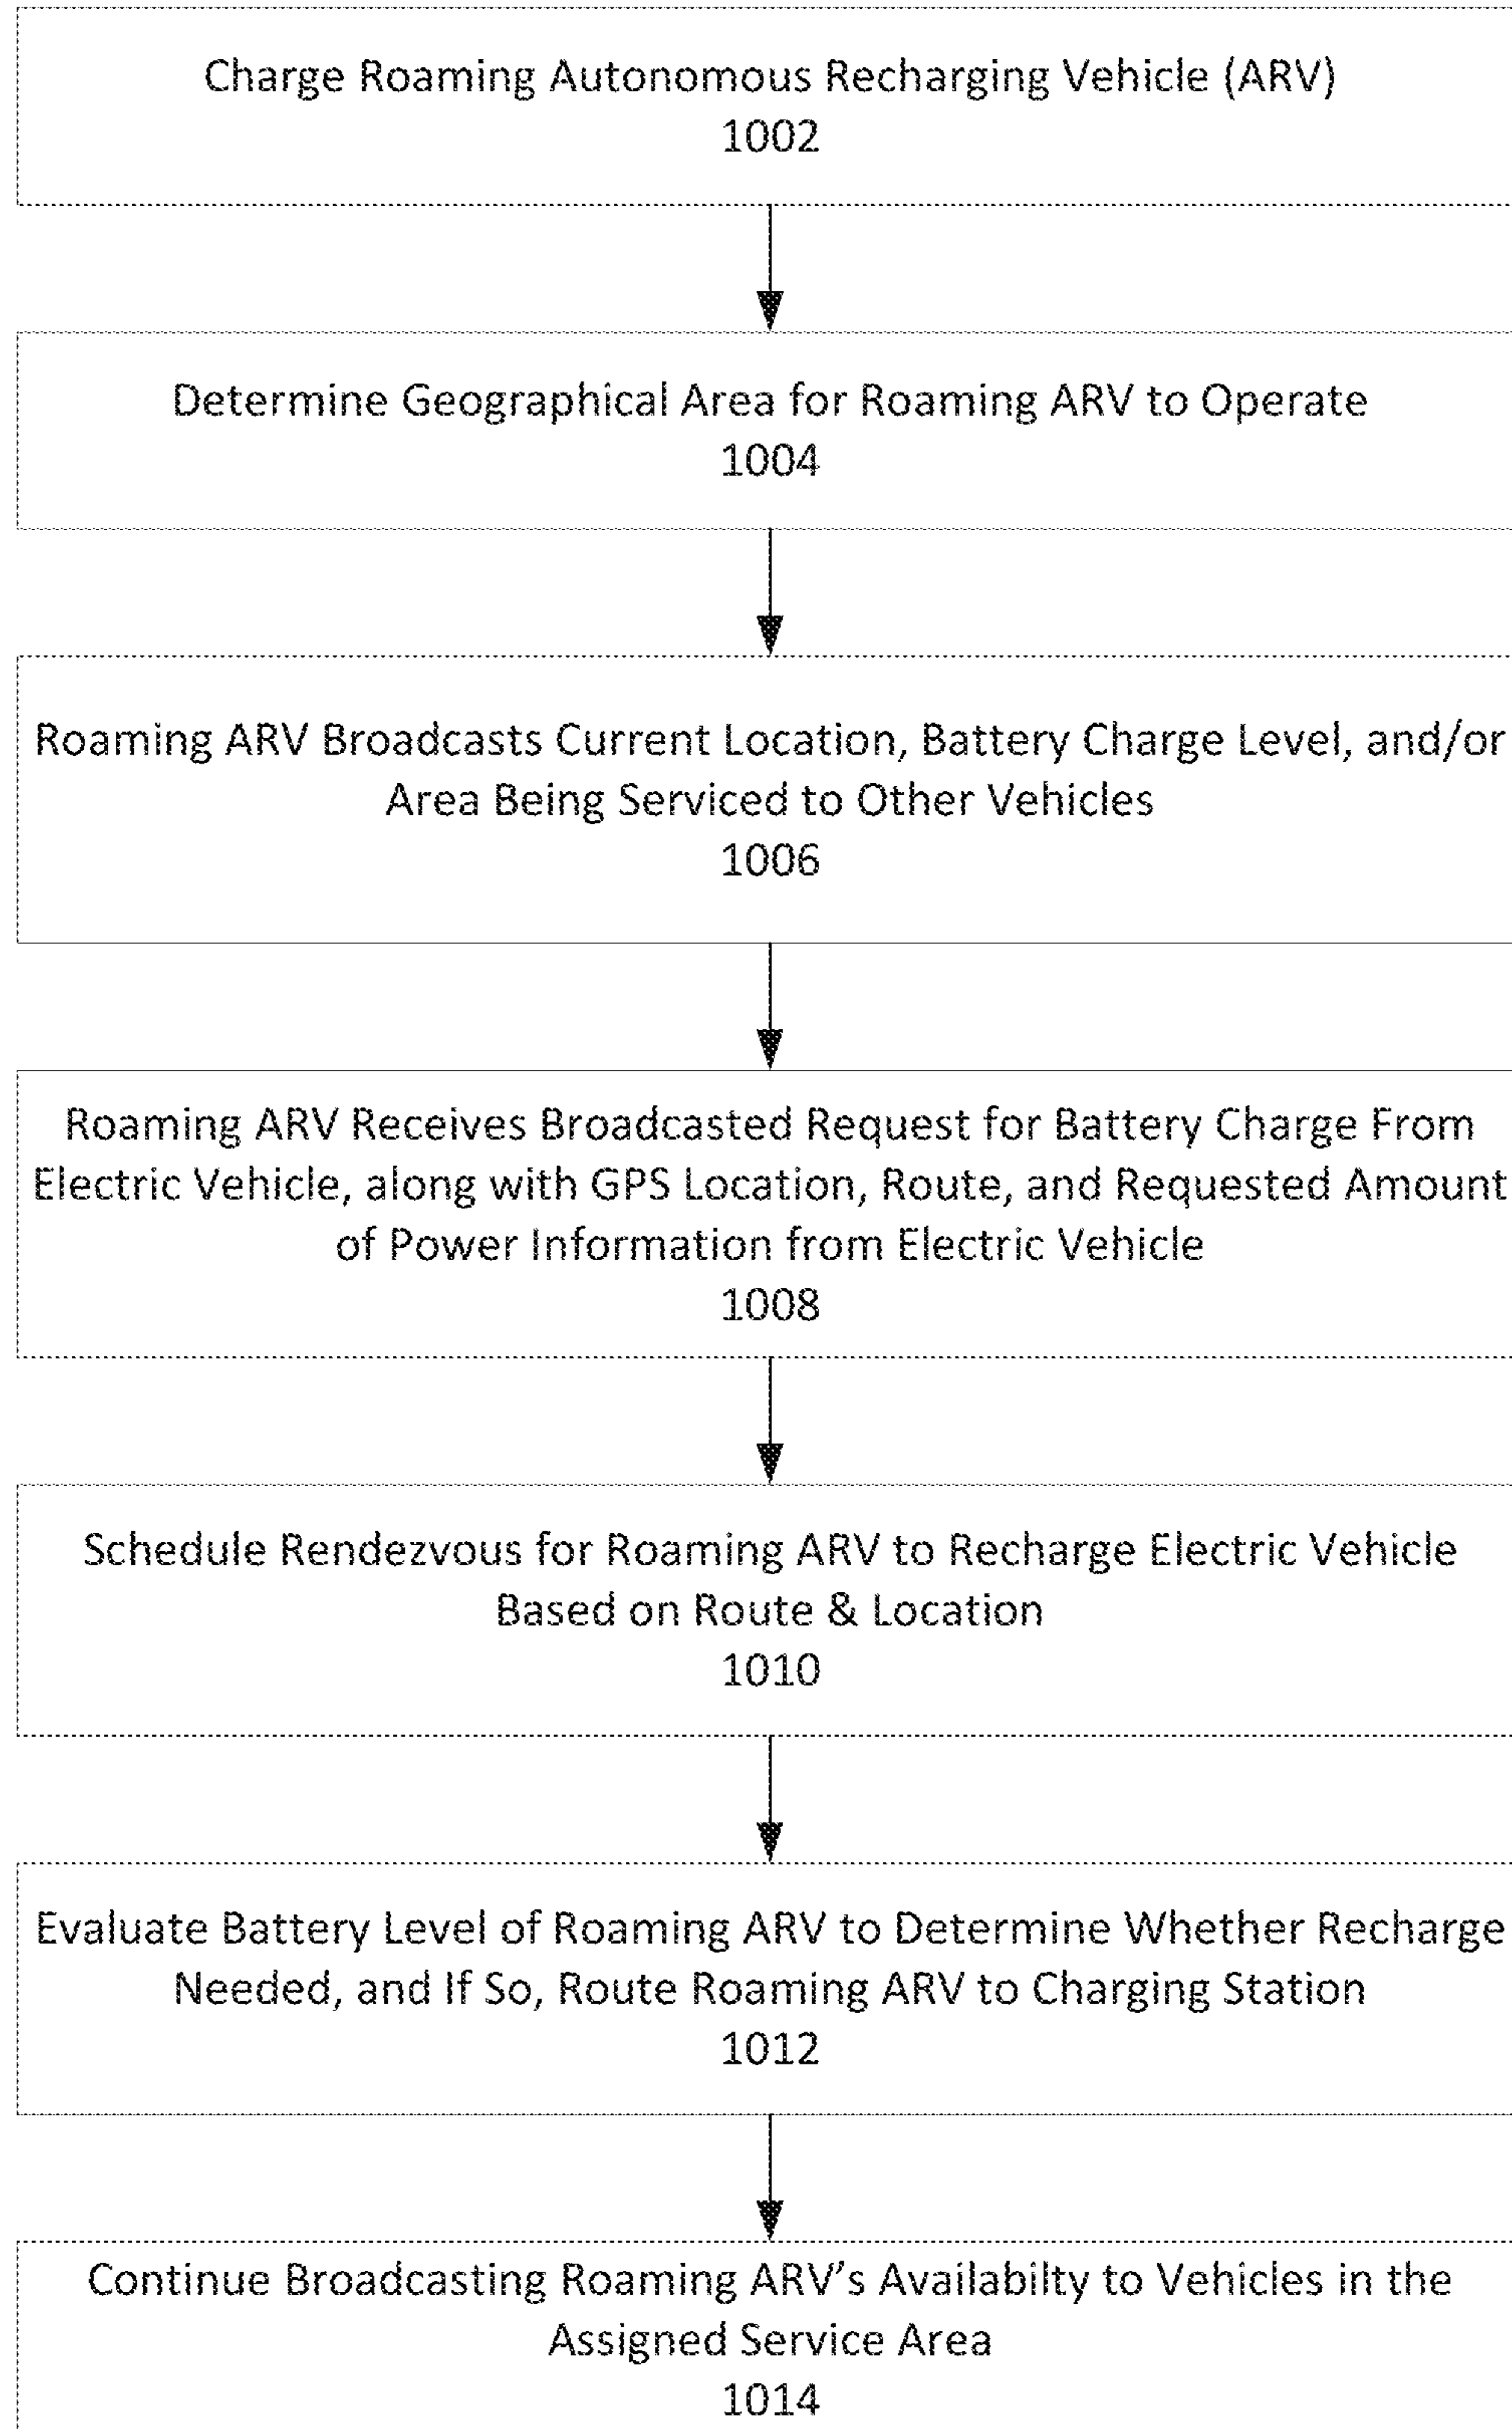 Charge Roaming Autonomous Recharging Vehicle (ARV)
1002
Determine Geographical Area for Roaming ARV to Operate
1004
Roaming ARV Broadcasts Current Location, Battery Charge Level, and/or
Area Being Serviced to Other Vehicles
1006
Roaming ARV Receives Broadcasted Request for Battery Charge From
Electric Vehicle, along with GPS Location, Route, and Requested Amount
of Power Information from Electric Vehicle
1008
Schedule Rendezvous for Roaming ARV to Recharge Electric Vehicle
Based on Route & Location
1010
Evaluate Battery Level of Roaming ARV to Determine Whether Recharge
Needed, and If So, Route Roaming ARV to Charging Station
1012
Continue Broadcasting Roaming ARV's Availabilty to Vehicles in the
Assigned Service Area
1014